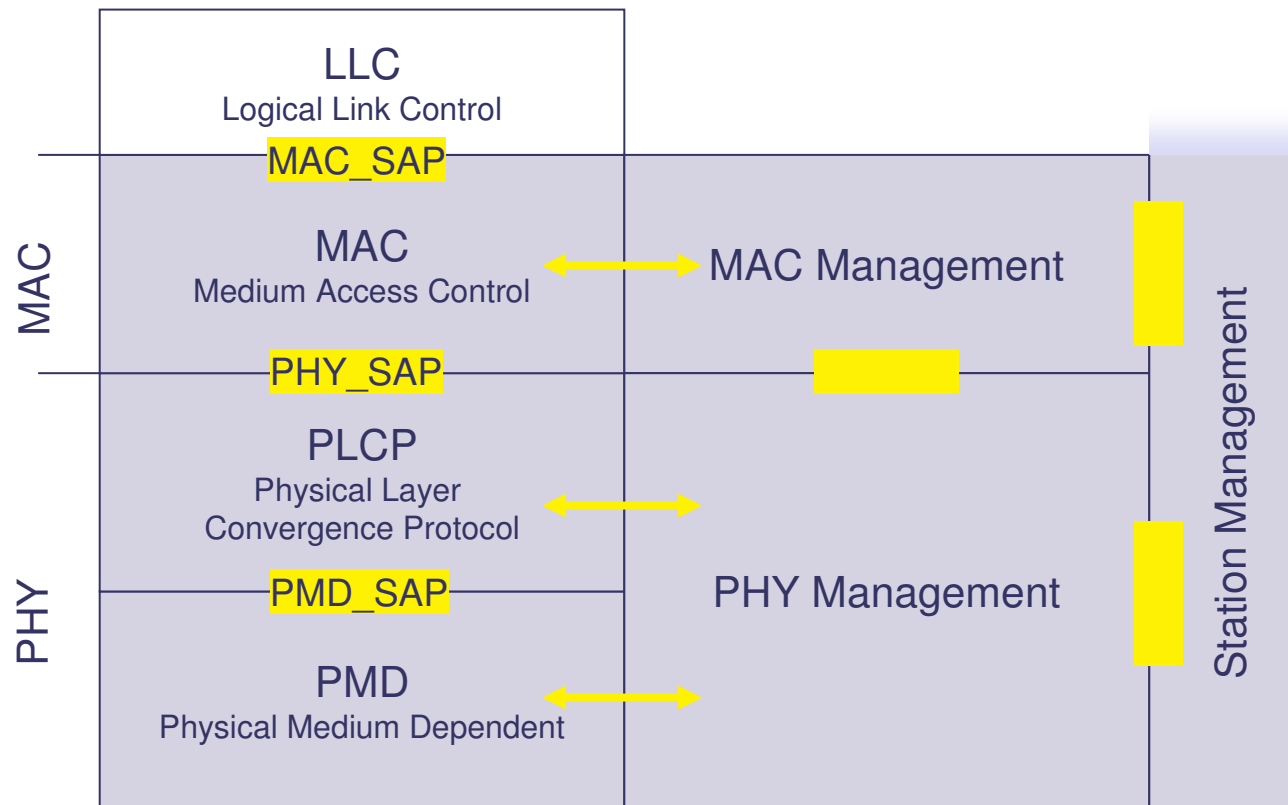 LLC
Logical Link Control
MAC_SAP
MAC
MAC
Medium Access Control
MAC Management
PHY_SAP
PLCP
Physical Layer
Convergence Protocol
PMD_SAP
PHY
PHY Management
PMD
Physical Medium Dependent
Station Management